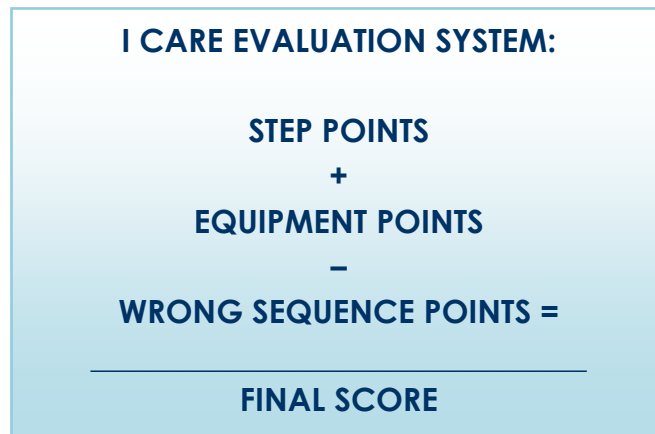 I CARE EVALUATION SYSTEM:
STEP POINTS
+
EQUIPMENT POINTS
–
WRONG SEQUENCE POINTS =
FINAL SCORE